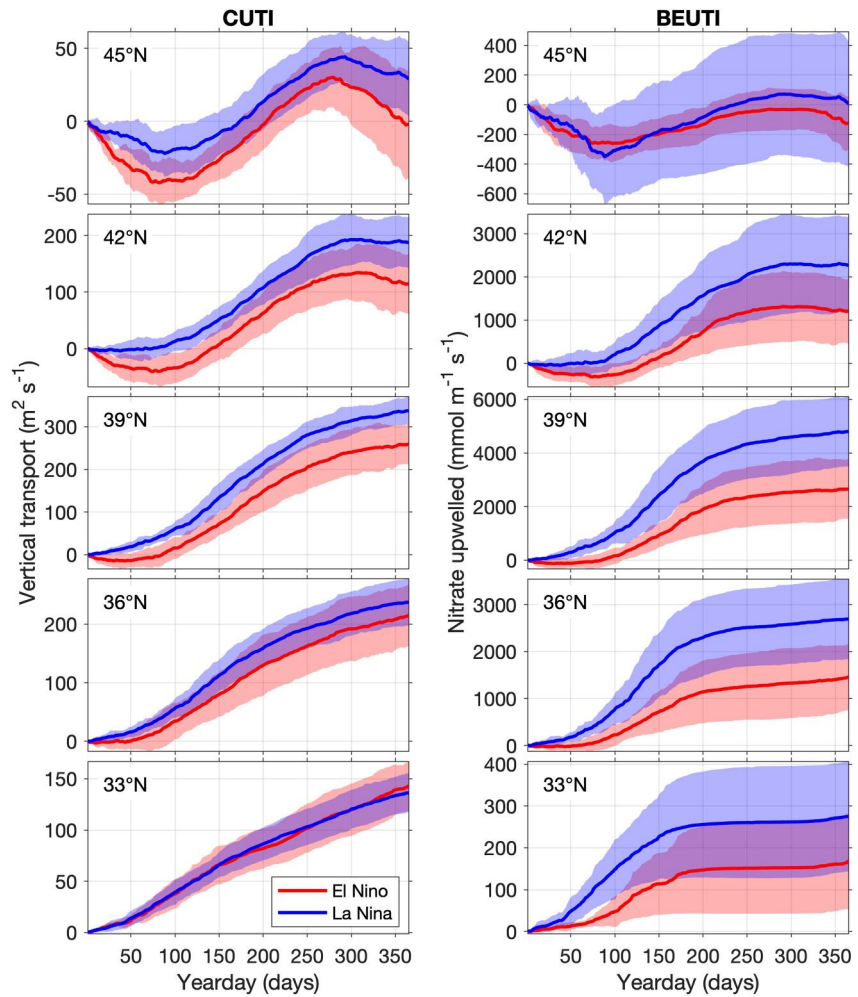 CUTI
BEUTI
45°N
50
0
-50
45°N
400
200
0
-200
-400
-600
42°N
200
100
0
42°N
3000
2000
1000
0
39°N
300
200
100
0
39°N
6000
4000
2000
0
36°N
200
100
0
36°N
3000
2000
1000
0
33°N
150
100
50
0
El Nino
La Nina
33°N
400
300
200
100
0
50 100 150 200 250 300 350
50 100 150 200 250 300 350
Yearday (days)
Yearday (days)
Vertical transport (m² s⁻¹)
Nitrate upwelled (mmol m⁻¹ s⁻¹)